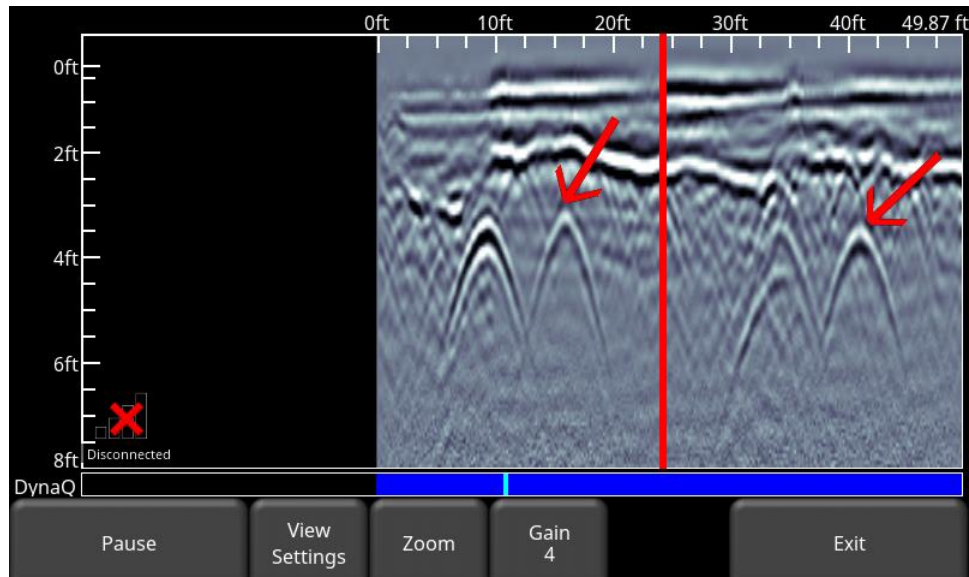 0ft 10ft 20ft 30ft 40ft 49.87 ft
0ft
2ft
4ft
6ft
8ft
Disconnected
DynaQ
Pause
View
Settings
Zoom
Gain
4
Exit